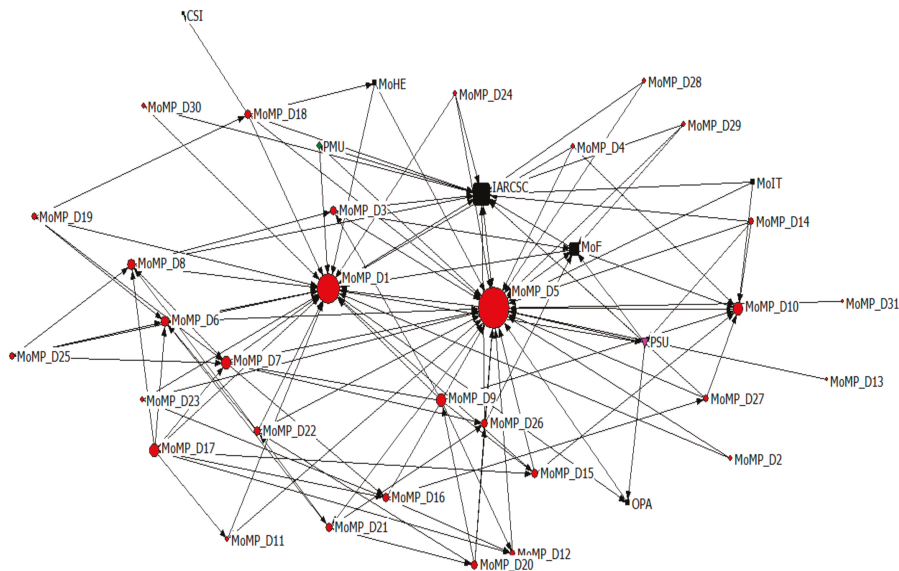 CSI
MoHE
MoMP_D24
MoMP_D28
MoMP_D30
MoMP_D18
MoMP_D29
PMU
MoMP_D4
IARCSC
MoIT
MoMP_D19
MoMP_D3
MoMP_D14
MoF
MoMP_D8
MoMP_D1
MoMP_D5
MoMP_D10
MoMP_D31
MoMP_D6
PSU
MoMP_D25
MoMP_D7
MoMP_D13
MoMP_D23
MoMP_D9
MoMP_D27
MoMP_D22
MoMP_D26
MoMP_D17
MoMP_D2
MoMP_D15
MoMP_D16
OPA
MoMP_D21
MoMP_D11
MoMP_D12
MoMP_D20